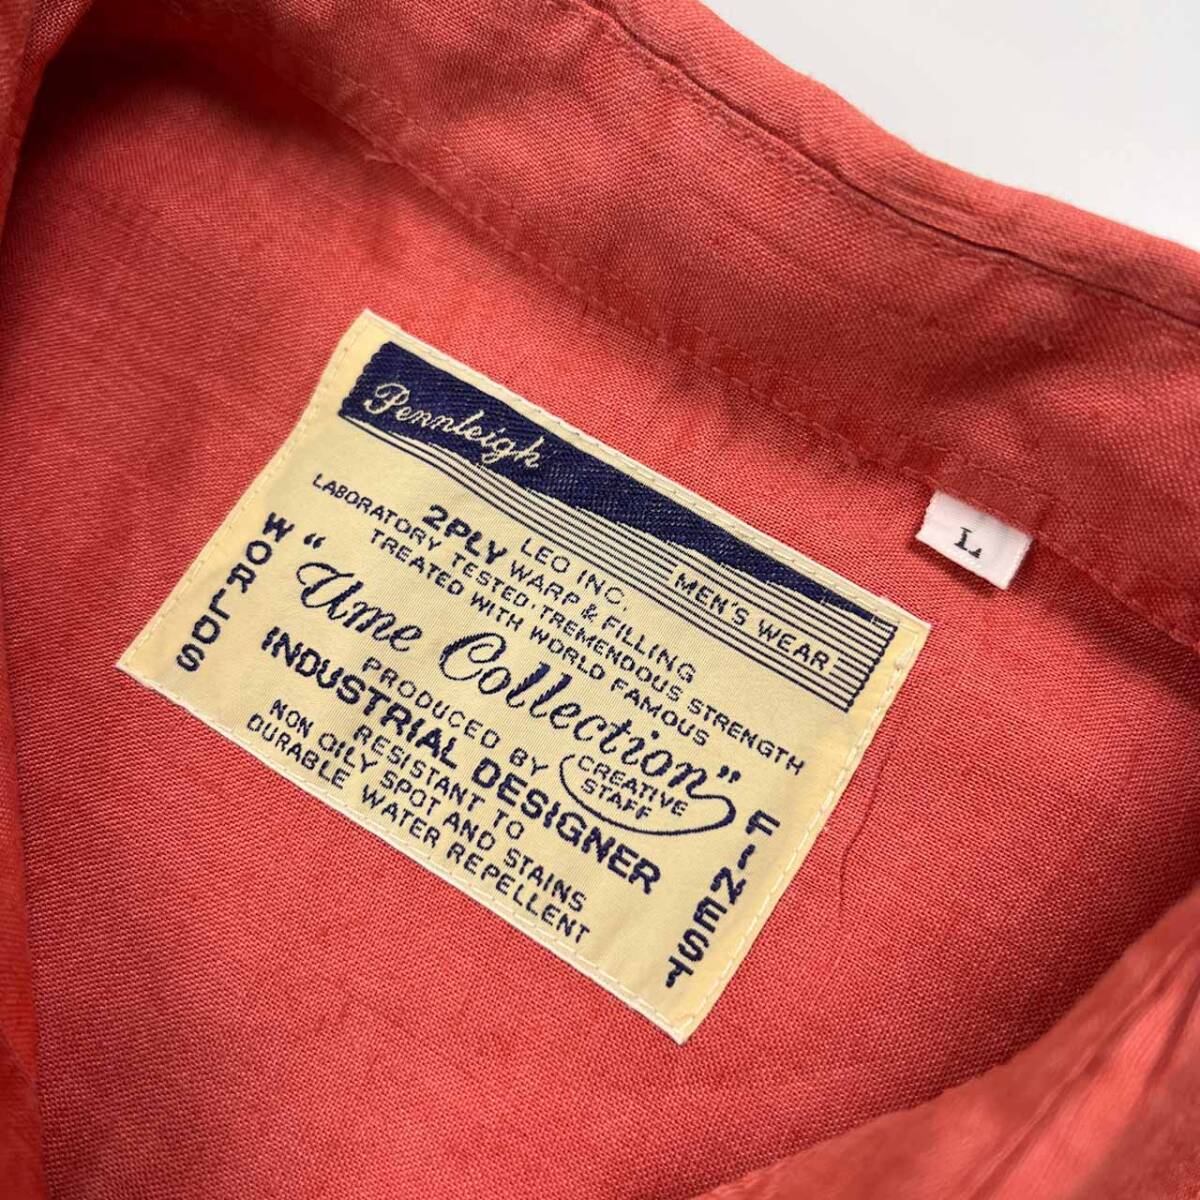 Pennleigh
MEN'S WEAR
LEO INC.
2PLY WARP & FILLING
LABORATORY TESTED·TREMENDOUS STRENGTH
TREATED WITH WORLD FAMOUS
"Ume Collection"
PRODUCED BY CREATIVE STAFF
INDUSTRIAL DESIGNER
RESISTANT TO
NON OILY SPOT AND STAINS
DURABLE WATER REPELLENT
WORLDS
FINEST
L